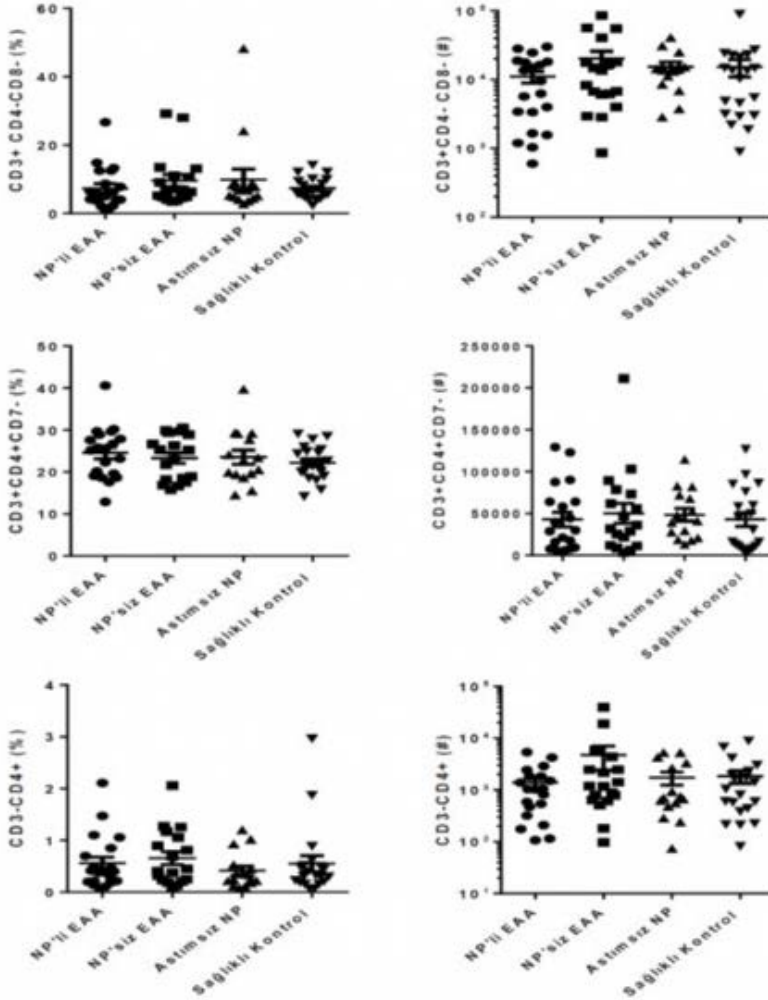 CD3+ CD4-CD8- (%)
60
40
20
0
NP'li EAA
NP'siz EAA
Astımsız NP
Sağlıklı Kontrol
CD3+CD4- CD8- (#)
10⁴
10²
NP'li EAA
NP'siz EAA
Astımsız NP
Sağlıklı Kontrol
CD3+CD4+CD7- (%)
50
40
30
20
10
0
NP'li EAA
NP'siz EAA
Astımsız NP
Sağlıklı Kontrol
CD3+CD4+CD7- (#)
250000
200000
150000
100000
50000
0
NP'li EAA
NP'siz EAA
Astımsız NP
Sağlıklı Kontrol
CD3-CD4+ (%)
4
3
2
1
0
NP'li EAA
NP'siz EAA
Astımsız NP
Sağlıklı Kontrol
CD3-CD4+ (#)
10⁴
10¹
NP'li EAA
NP'siz EAA
Astımsız NP
Sağlıklı Kontrol